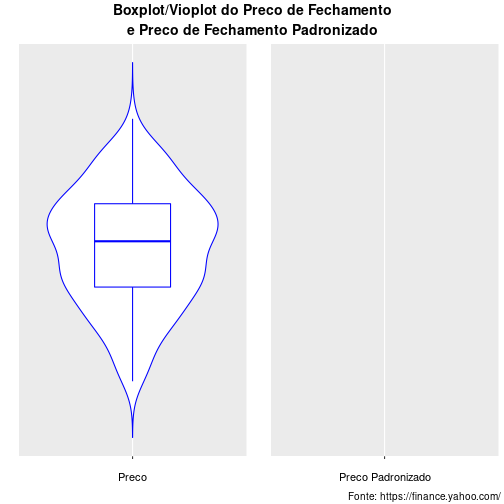 Boxplot/Vioplot do Preco de Fechamento
e Preco de Fechamento Padronizado
Preco
Preco Padronizado
Fonte: https://finance.yahoo.com/